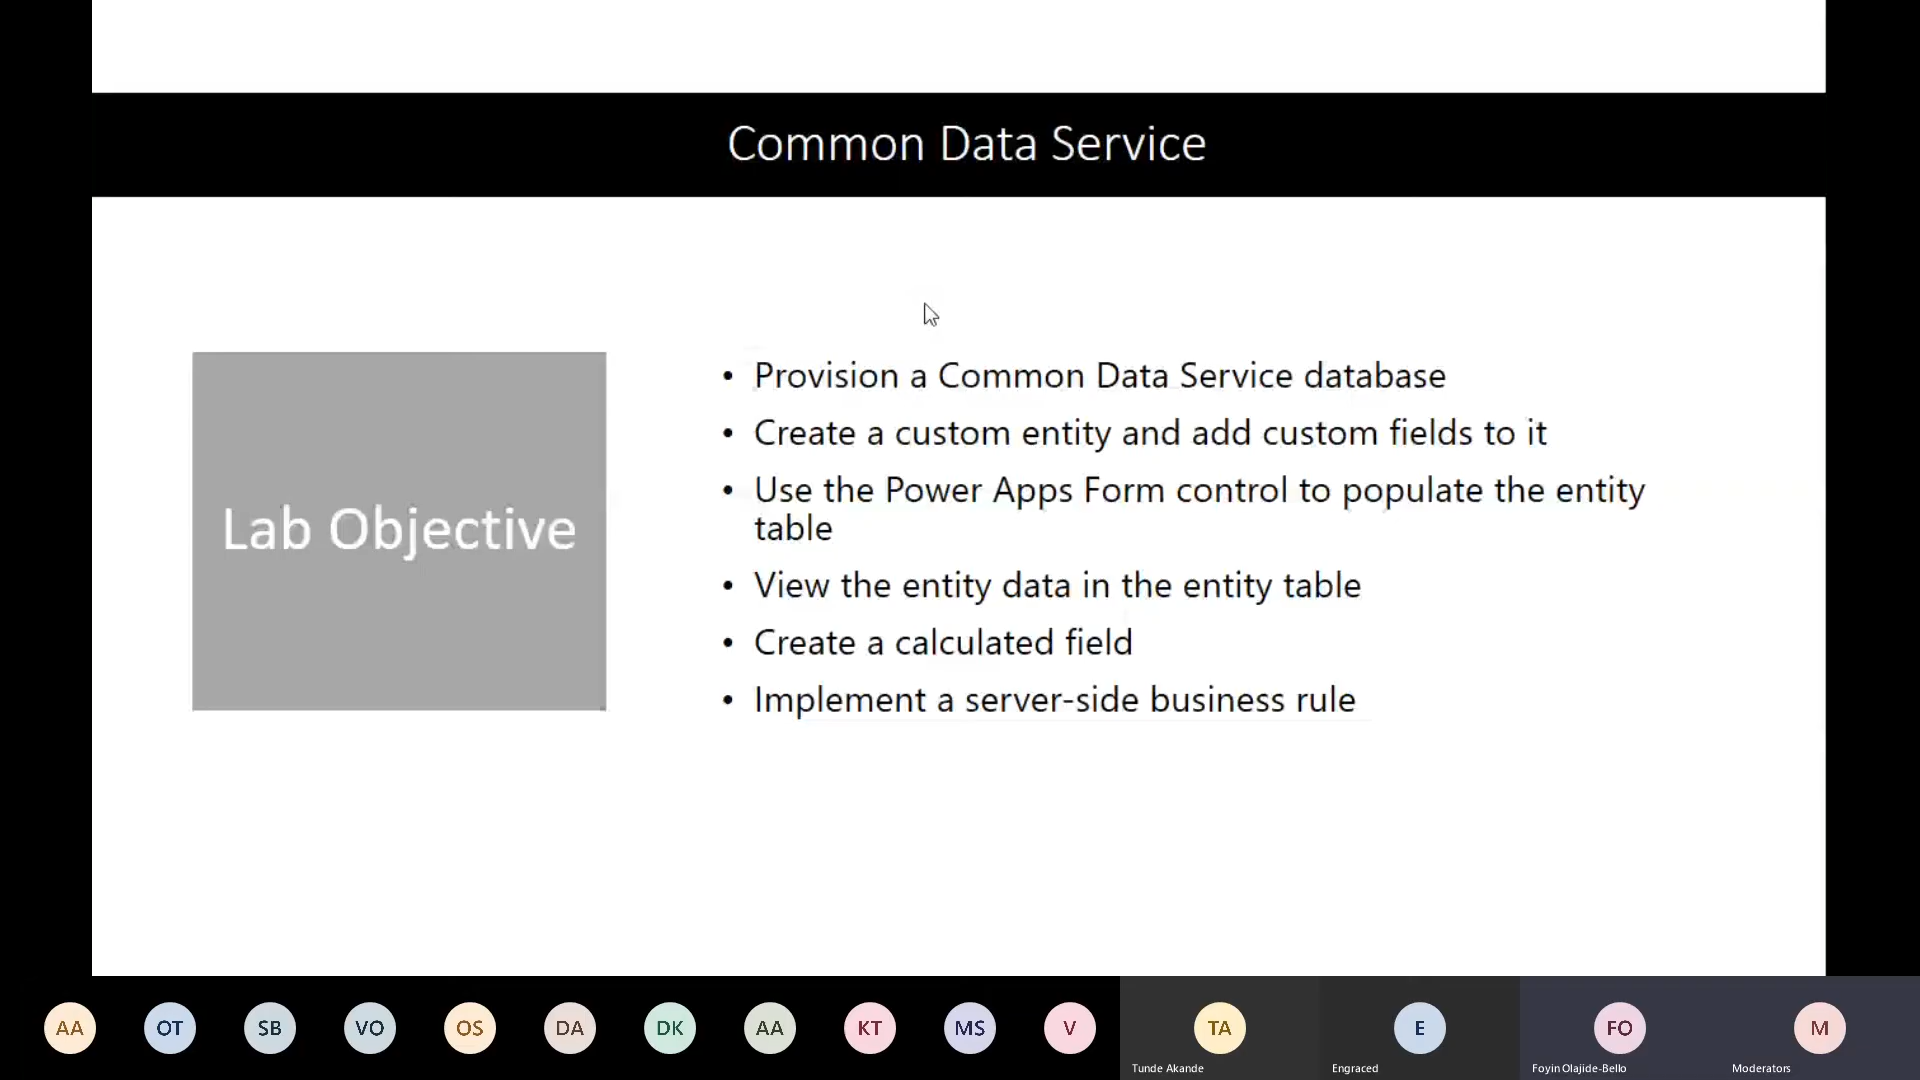 Common Data Service
Lab Objective
• Provision a Common Data Service database
• Create a custom entity and add custom fields to it
• Use the Power Apps Form control to populate the entity
table
• View the entity data in the entity table
• Create a calculated field
• Implement a server-side business rule
AA OT SB VO OS DA DK AA KT MS V TA E FO M
Tunde Akande Engraced Foyin Olajide-Bello Moderators